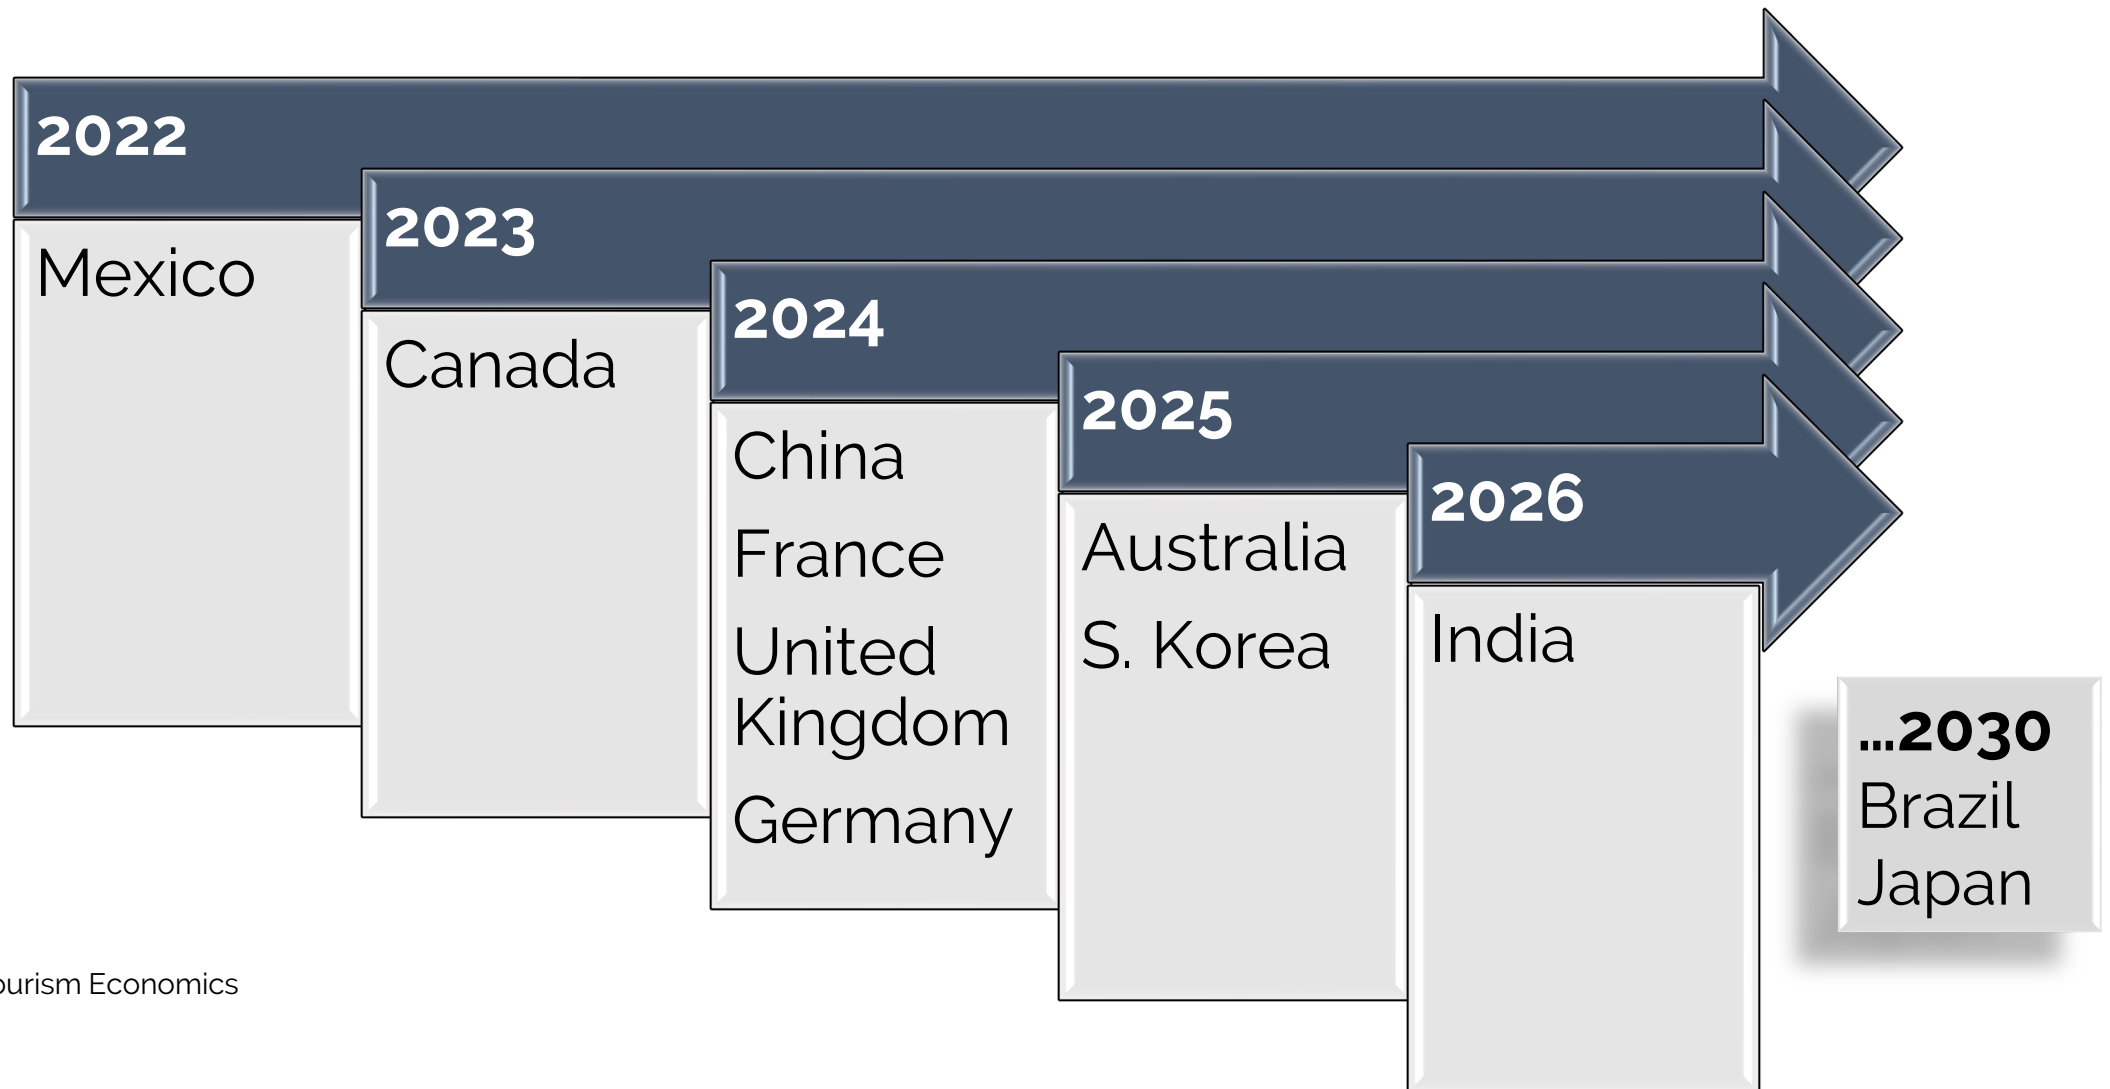 2022
Mexico
2023
Canada
2024
China
France
United
Kingdom
Germany
2025
Australia
S. Korea
2026
India
...2030
Brazil
Japan
Economics